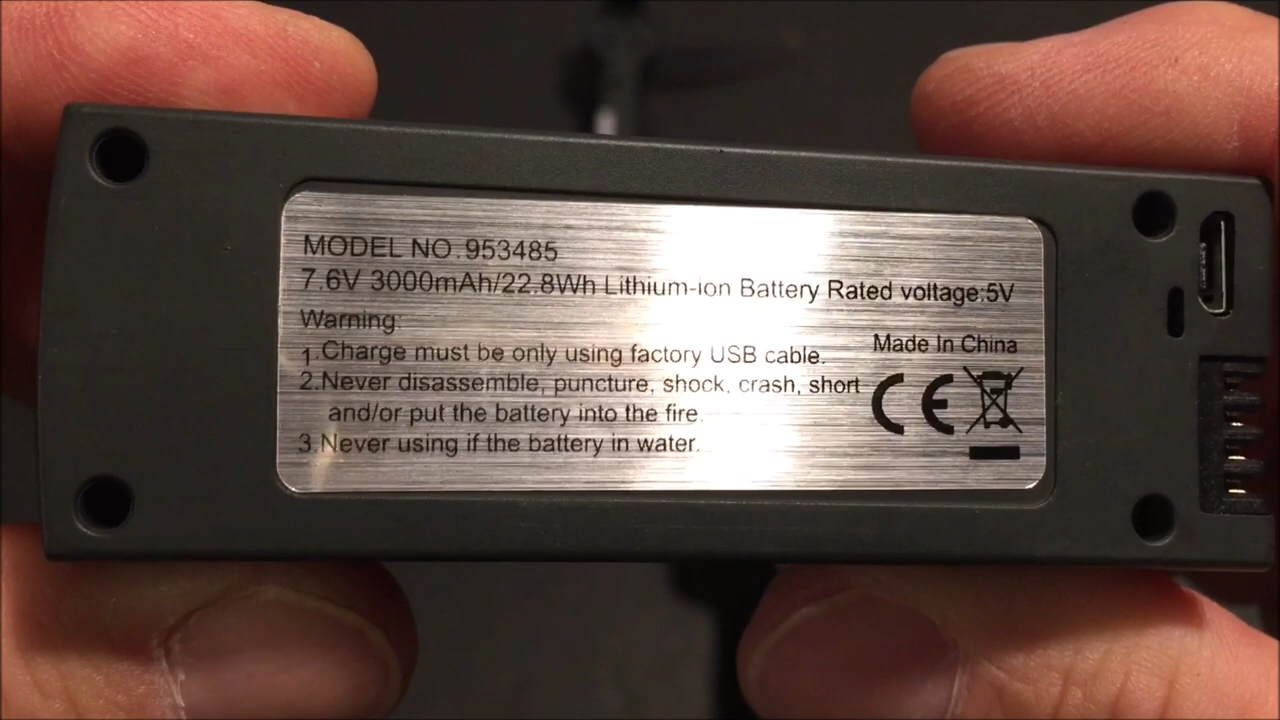 MODEL NO.953485
7.6V 3000mAh/22.8Wh Lithium-ion Battery Rated voltage:5V
Warning:
1.Charge must be only using factory USB cable.
Made In China
2.Never disassemble, puncture, shock, crash, short
and/or put the battery into the fire.
CE
3.Never using if the battery in water.